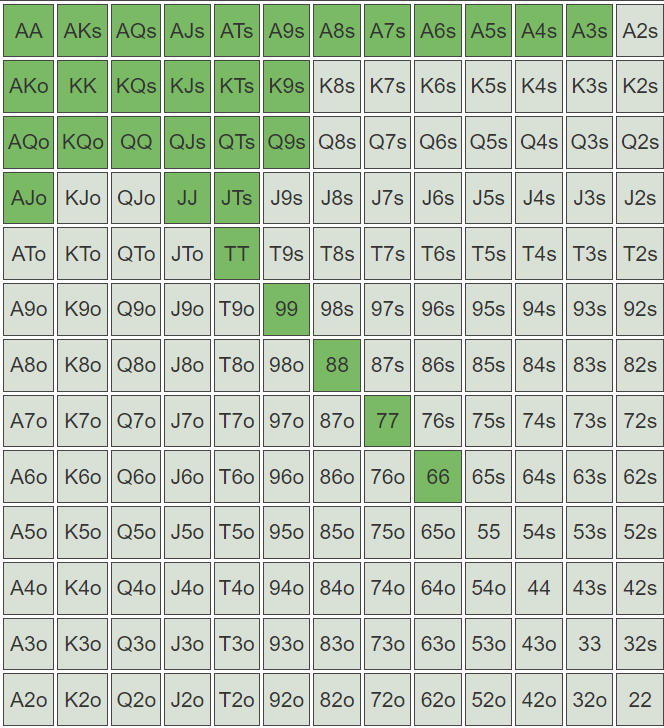 AA AKs AQs AJs ATs A9s A8s A7s A6s A5s A4s A3s A2s
AKo KK KQs KJs KTs K9s K8s K7s K6s K5s K4s K3s K2s
AQo KQo QQ QJs QTs Q9s Q8s Q7s Q6s Q5s Q4s Q3s Q2s
AJo KJo QJo JJ JTs J9s J8s J7s J6s J5s J4s J3s J2s
ATo KTo QTo JTo TT T9s T8s T7s T6s T5s T4s T3s T2s
A9o K9o Q9o J9o T9o 99 98s 97s 96s 95s 94s 93s 92s
A8o K8o Q8o J8o T8o 98o 88 87s 86s 85s 84s 83s 82s
A7o K7o Q7o J7o T7o 97o 87o 77 76s 75s 74s 73s 72s
A6o K6o Q6o J6o T6o 96o 86o 76o 66 65s 64s 63s 62s
A5o K5o Q5o J5o T5o 95o 85o 75o 65o 55 54s 53s 52s
A4o K4o Q4o J4o T4o 94o 84o 74o 64o 54o 44 43s 42s
A3o K3o Q3o J3o T3o 93o 83o 73o 63o 53o 43o 33 32s
A2o K2o Q2o J2o T2o 92o 82o 72o 62o 52o 42o 32o 22